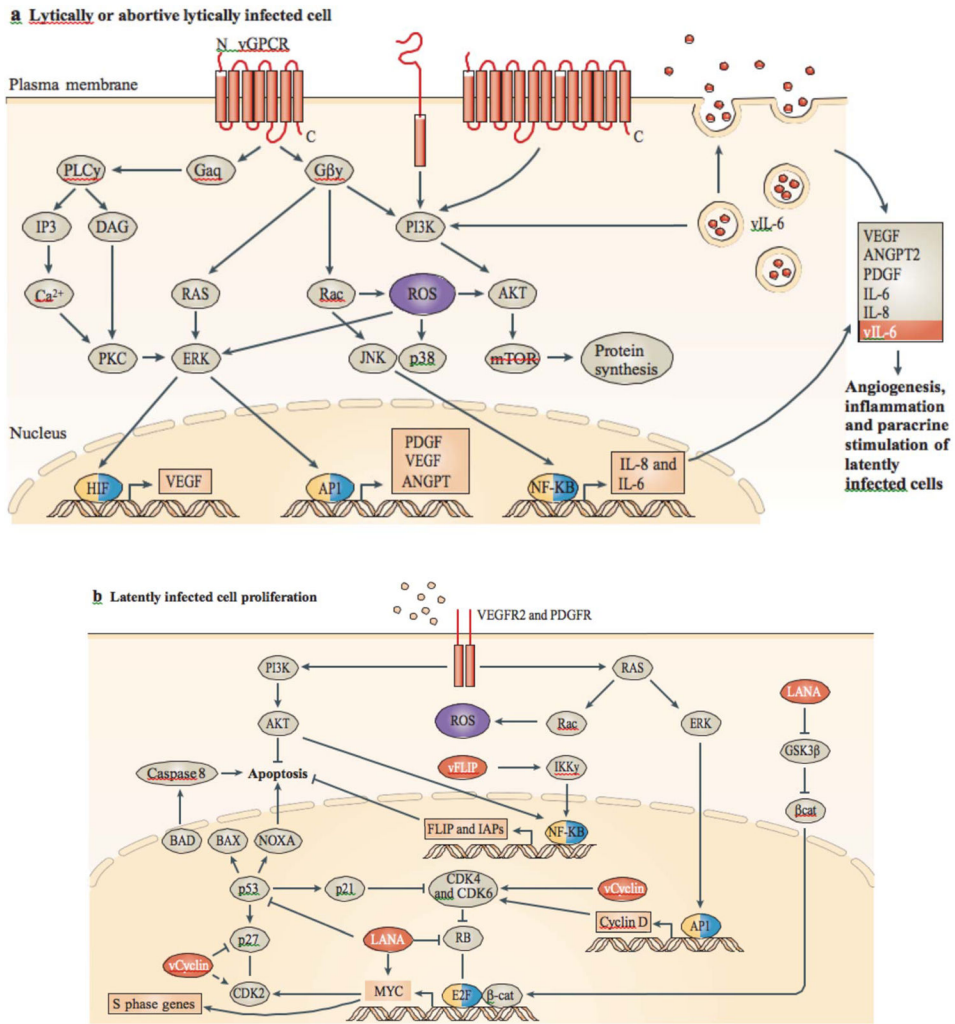 a Lytically or abortive lytically infected cell
N vGPCR
Plasma membrane
C
C
PLCy
Gaq
Gβy
IP3
DAG
PI3K
vIL-6
VEGF
ANGPT2
PDGF
IL-6
IL-8
vIL-6
Ca²⁺
RAS
Rac
ROS
AKT
PKC
ERK
JNK
p38
mTOR
Protein
synthesis
Angiogenesis,
inflammation
and paracrine
stimulation of
latently
infected cells
Nucleus
HIF
VEGF
AP1
PDGF
VEGF
ANGPT
NF-KB
IL-8 and
IL-6
b Latently infected cell proliferation
VEGFR2 and PDGFR
PI3K
RAS
LANA
AKT
ROS
Rac
ERK
GSK3β
Caspase 8
Apoptosis
vFLIP
IKKy
βcat
BAD
BAX
NOXA
FLIP and IAPs
NF-KB
p53
p21
CDK4
and CDK6
vCyclin
Cyclin D
AP1
p27
LANA
RB
vCyclin
CDK2
MYC
E2F
β-cat
S phase genes